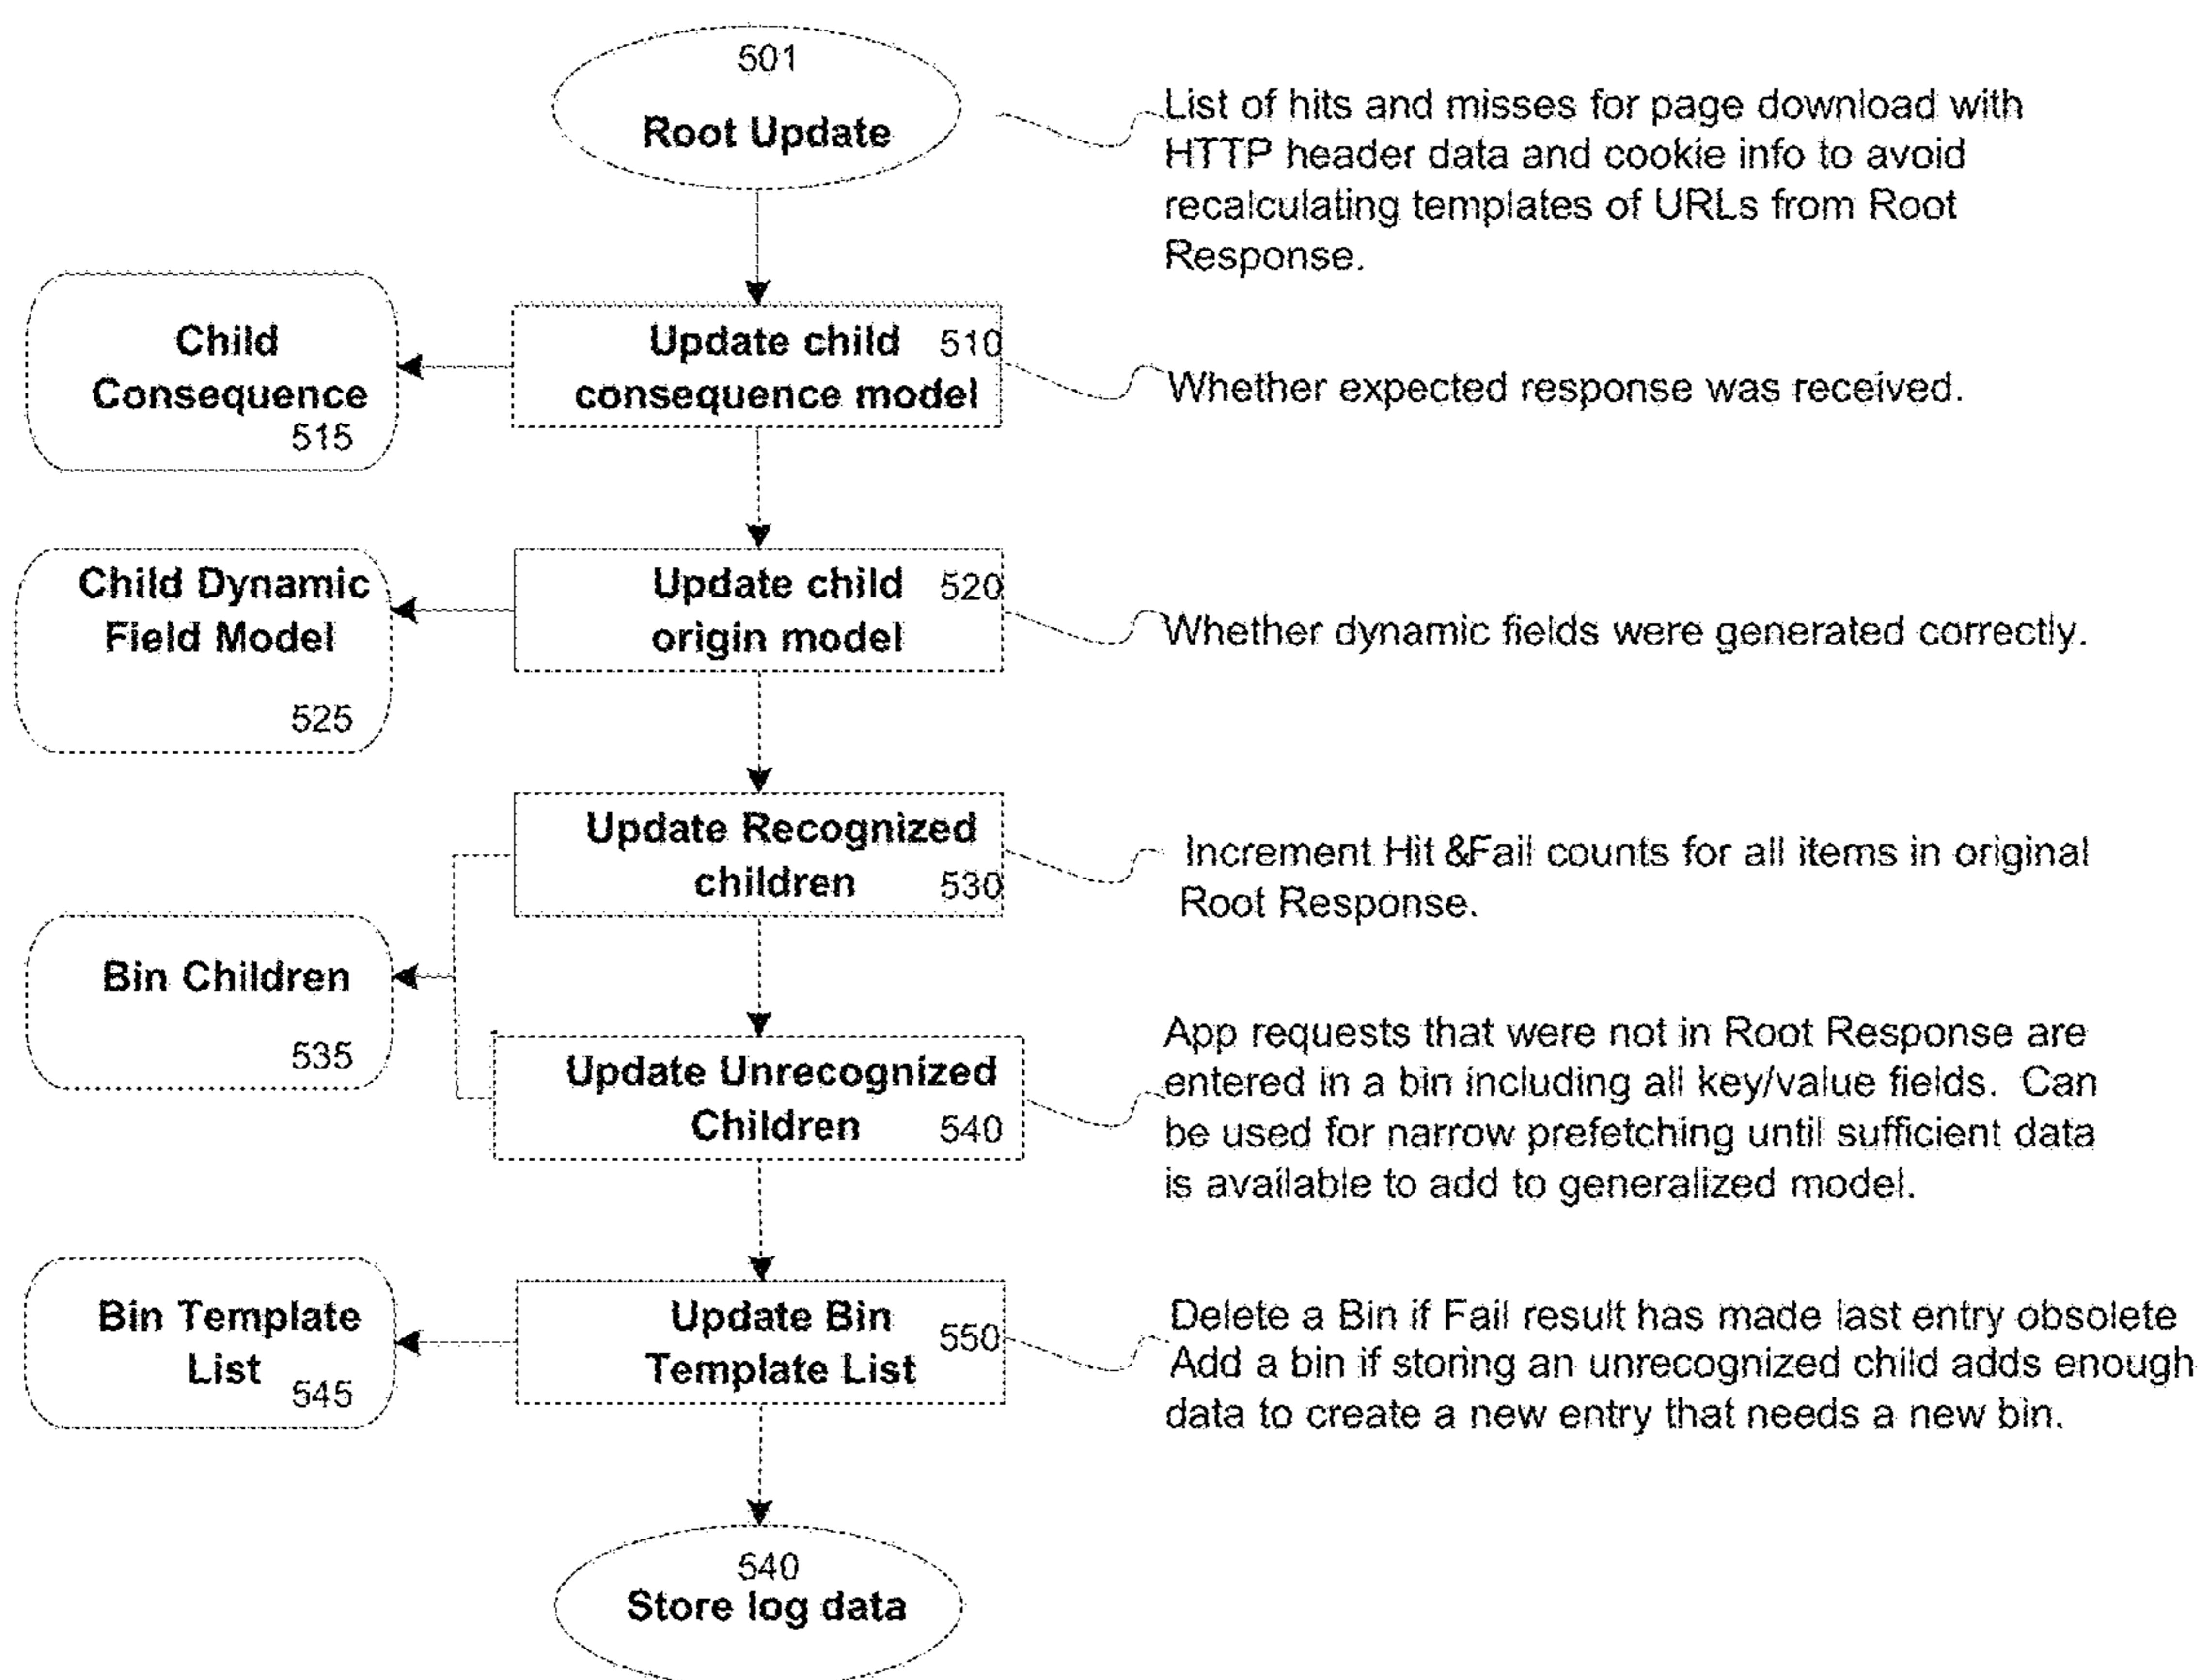 501
Root Update
List of hits and misses for page download with
HTTP header data and cookie info to avoid
recalculating templates of URLs from Root
Response.
Child
Consequence
515
Update child 510
consequence model
Whether expected response was received.
Child Dynamic
Field Model
525
Update child 520
origin model
Whether dynamic fields were generated correctly.
Update Recognized
children 530
Increment Hit &Fail counts for all items in original
Root Response.
Bin Children
535
Update Unrecognized
Children 540
App requests that were not in Root Response are
entered in a bin including all key/value fields. Can
be used for narrow prefetching until sufficient data
is available to add to generalized model.
Bin Template
List 545
Update Bin 550
Template List
Delete a Bin if Fail result has made last entry obsolete
Add a bin if storing an unrecognized child adds enough
data to create a new entry that needs a new bin.
540
Store log data